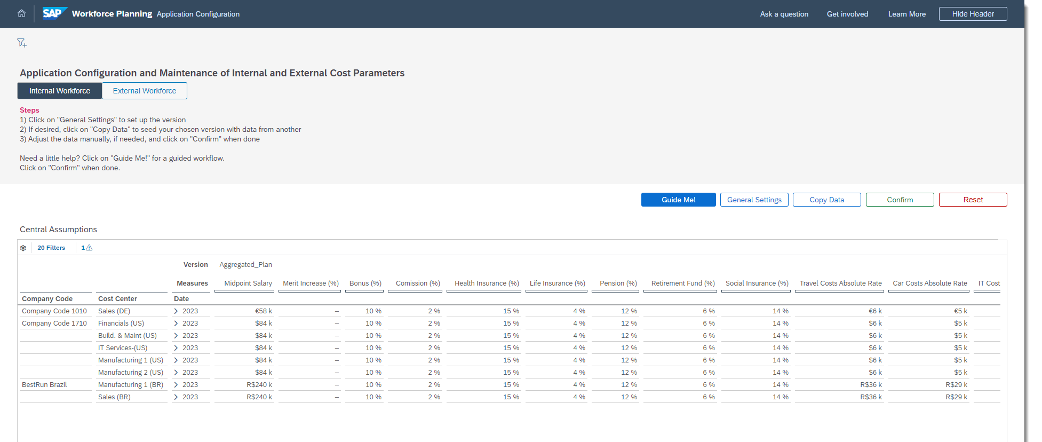 SAP Workforce Planning Application Configuration Ask a question Get involved Learn More Hide Header
Application Configuration and Maintenance of Internal and External Cost Parameters
Internal Workforce External Workforce
Steps
1) Click on "General Settings" to set up the version
2) If desired, click on "Copy Data" to seed your chosen version with data from another
3) Adjust the data manually, if needed, and click on "Confirm" when done
Need a little help? Click on "Guide Me!" for a guided workflow.
Click on "Confirm" when done.
Guide Me! General Settings Copy Data Confirm Reset
Central Assumptions
20 Filters 1
Version Aggregated_Plan
Measures Midpoint Salary Merit Increase (%) Bonus (%) Comission (%) Health Insurance (%) Life Insurance (%) Pension (%) Retirement Fund (%) Social Insurance (%) Travel Costs Absolute Rate Car Costs Absolute Rate IT Cost
Company Code Cost Center Date
Company Code 1010 Sales (DE) > 2023 €58 k – 10 % 2 % 15 % 4 % 12 % 6 % 14 % €6 k €5 k
Company Code 1710 Financials (US) > 2023 $84 k – 10 % 2 % 15 % 4 % 12 % 6 % 14 % $6 k $5 k
Build. & Maint (US) > 2023 $84 k – 10 % 2 % 15 % 4 % 12 % 6 % 14 % $6 k $5 k
IT Services-(US) > 2023 $84 k – 10 % 2 % 15 % 4 % 12 % 6 % 14 % $6 k $5 k
Manufacturing 1 (US) > 2023 $84 k – 10 % 2 % 15 % 4 % 12 % 6 % 14 % $6 k $5 k
Manufacturing 2 (US) > 2023 $84 k – 10 % 2 % 15 % 4 % 12 % 6 % 14 % $6 k $5 k
BestRun Brazil Manufacturing 1 (BR) > 2023 R$240 k – 10 % 2 % 15 % 4 % 12 % 6 % 14 % R$36 k R$29 k
Sales (BR) > 2023 R$240 k – 10 % 2 % 15 % 4 % 12 % 6 % 14 % R$36 k R$29 k